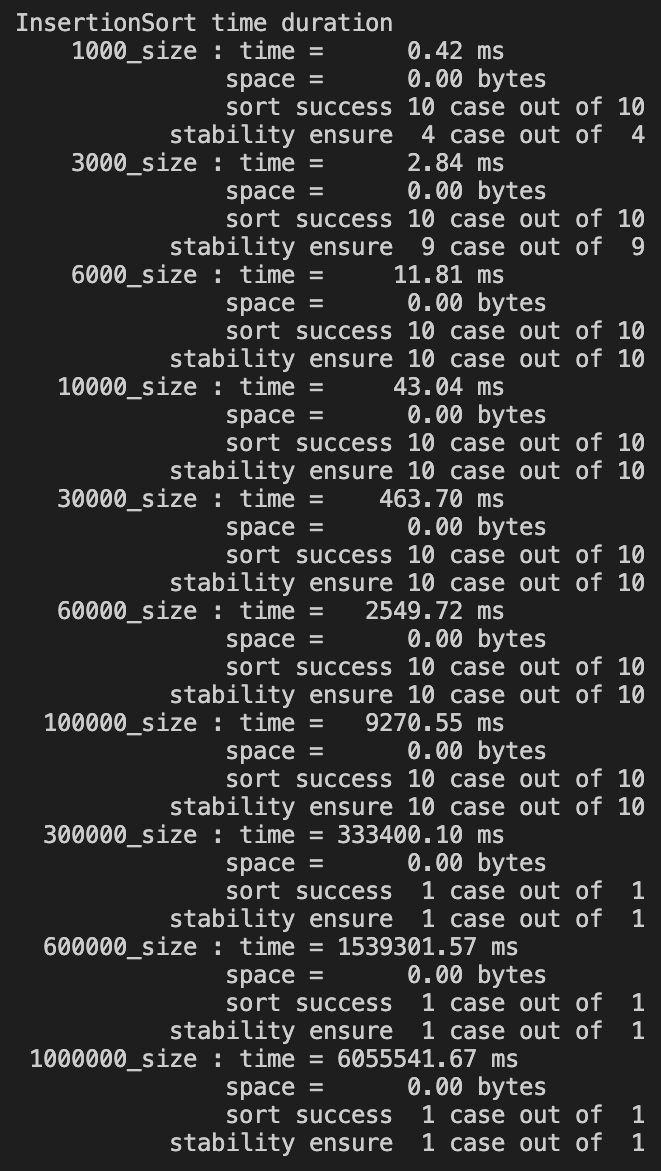 InsertionSort time duration
    1000_size : time =      0.42 ms
               space =      0.00 bytes
               sort success 10 case out of 10
           stability ensure  4 case out of  4
    3000_size : time =      2.84 ms
               space =      0.00 bytes
               sort success 10 case out of 10
           stability ensure  9 case out of  9
    6000_size : time =     11.81 ms
               space =      0.00 bytes
               sort success 10 case out of 10
           stability ensure 10 case out of 10
   10000_size : time =     43.04 ms
               space =      0.00 bytes
               sort success 10 case out of 10
           stability ensure 10 case out of 10
   30000_size : time =    463.70 ms
               space =      0.00 bytes
               sort success 10 case out of 10
           stability ensure 10 case out of 10
   60000_size : time =   2549.72 ms
               space =      0.00 bytes
               sort success 10 case out of 10
           stability ensure 10 case out of 10
  100000_size : time =   9270.55 ms
               space =      0.00 bytes
               sort success 10 case out of 10
           stability ensure 10 case out of 10
  300000_size : time = 333400.10 ms
               space =      0.00 bytes
               sort success  1 case out of  1
           stability ensure  1 case out of  1
  600000_size : time = 1539301.57 ms
               space =      0.00 bytes
               sort success  1 case out of  1
           stability ensure  1 case out of  1
 1000000_size : time = 6055541.67 ms
               space =      0.00 bytes
               sort success  1 case out of  1
           stability ensure  1 case out of  1